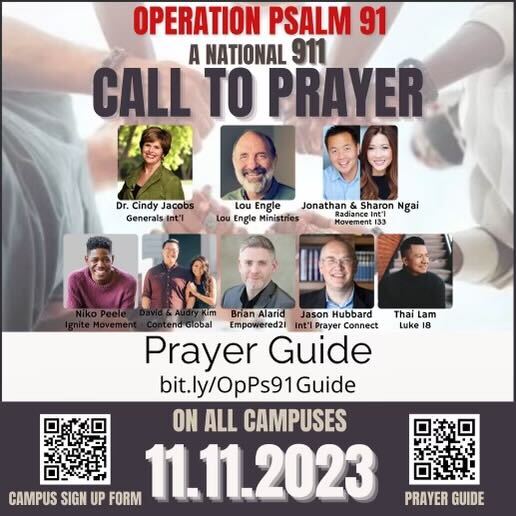 OPERATION PSALM 91
A NATIONAL 911
CALL TO PRAYER
Dr. Cindy Jacobs
Generals Int'l
Lou Engle
Lou Engle Ministries
Jonathan & Sharon Ngai
Radiance Int'l
Movement 133
Niko Peele
Ignite Movement
David & Audry Kim
Contend Global
Brian Alarid
Empowered21
Jason Hubbard
Int'l Prayer Connect
Thai Lam
Luke 18
Prayer Guide
bit.ly/OpPs91Guide
ON ALL CAMPUSES
11.11.2023
CAMPUS SIGN UP FORM
PRAYER GUIDE